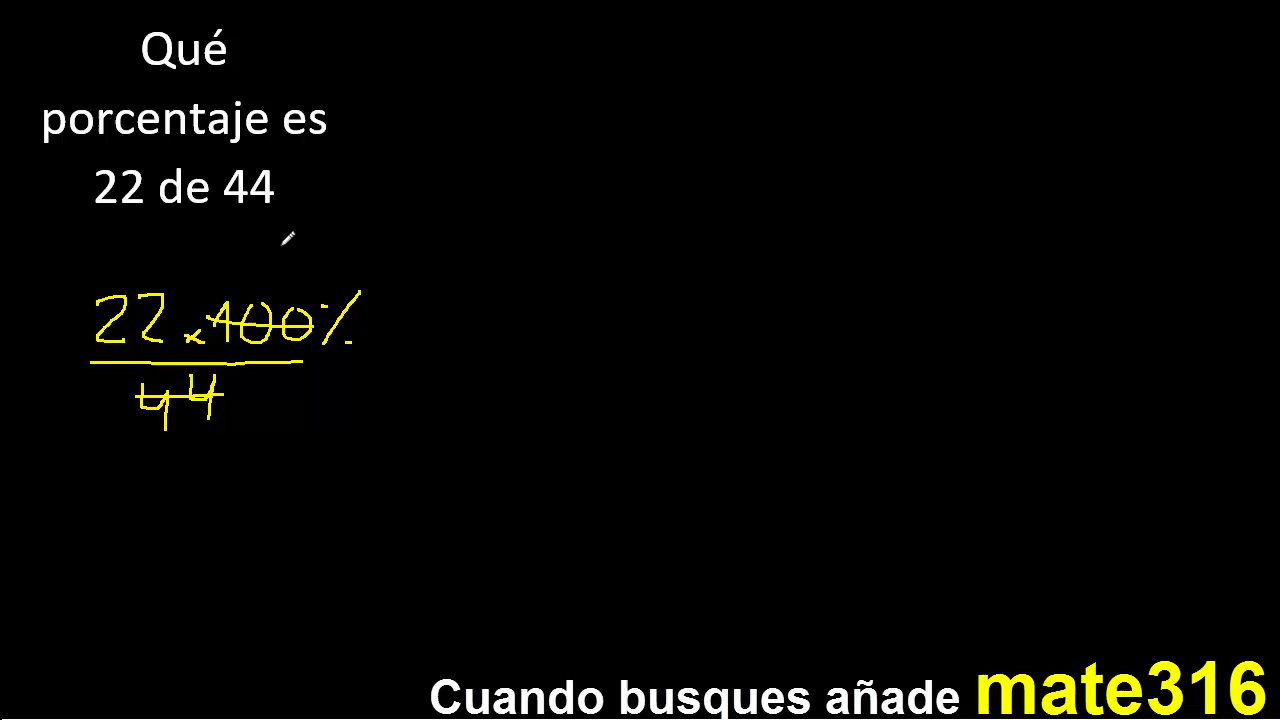 Qué
porcentaje es
22 de 44
22 x 100%
44
Cuando busques añade mate316